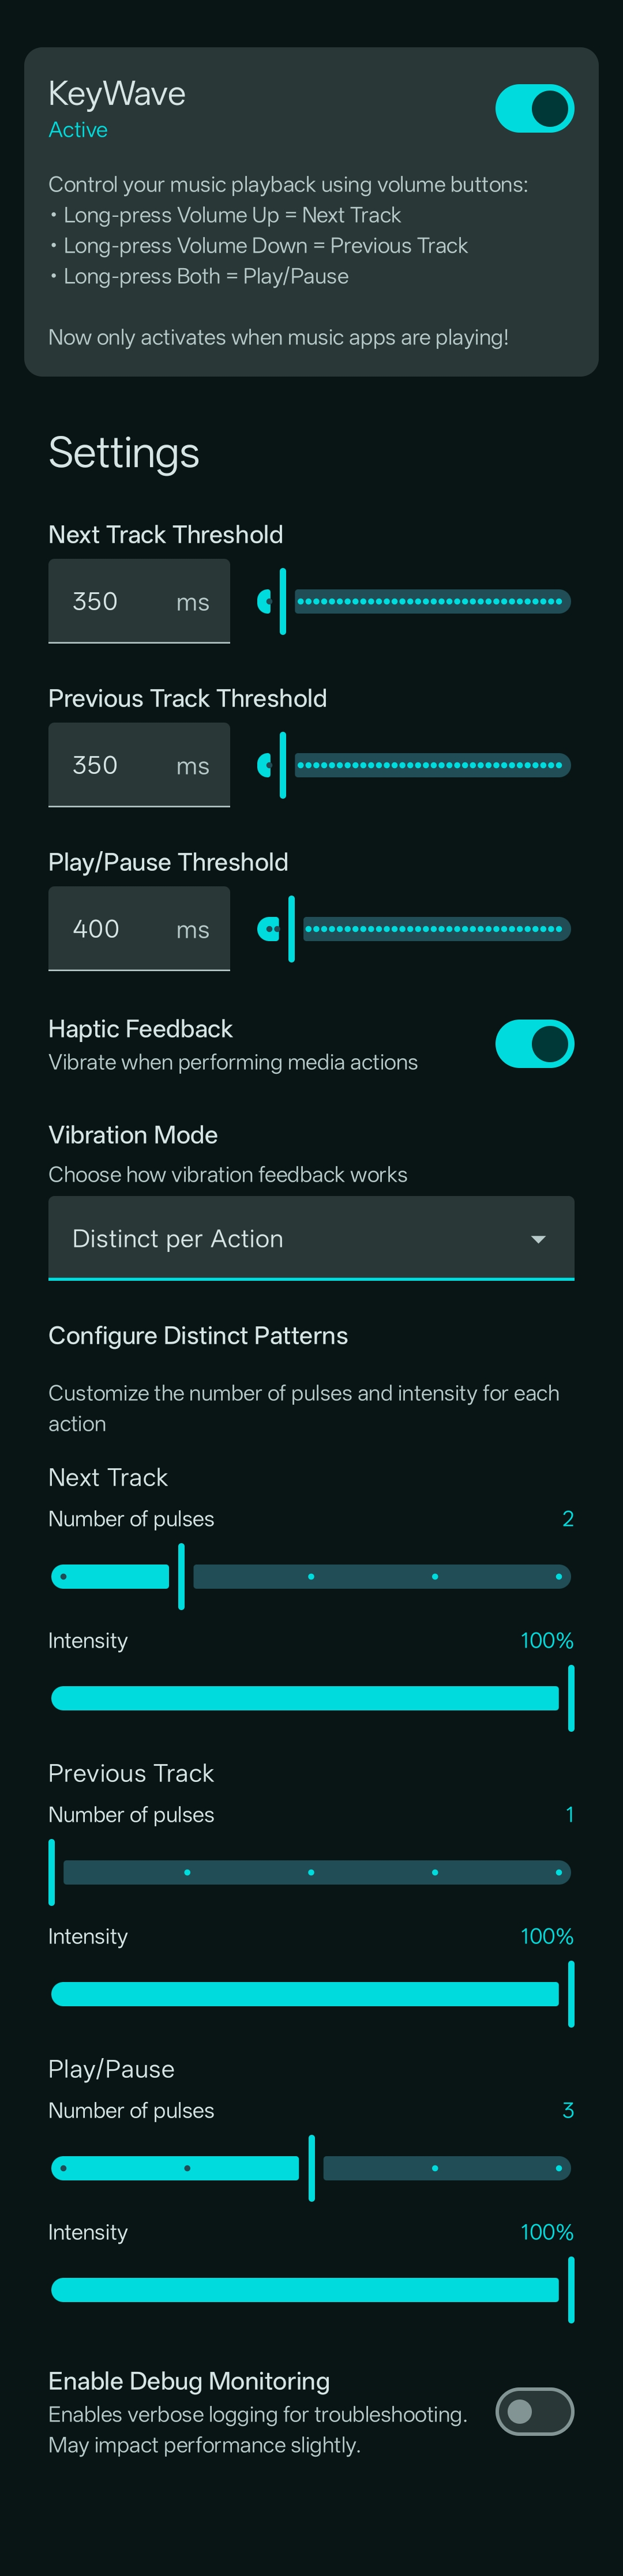 KeyWave
Active
Control your music playback using volume buttons:
• Long-press Volume Up = Next Track
• Long-press Volume Down = Previous Track
• Long-press Both = Play/Pause
Now only activates when music apps are playing!
Settings
Next Track Threshold
350 ms
Previous Track Threshold
350 ms
Play/Pause Threshold
400 ms
Haptic Feedback
Vibrate when performing media actions
Vibration Mode
Choose how vibration feedback works
Distinct per Action
Configure Distinct Patterns
Customize the number of pulses and intensity for each
action
Next Track
Number of pulses 2
Intensity 100%
Previous Track
Number of pulses 1
Intensity 100%
Play/Pause
Number of pulses 3
Intensity 100%
Enable Debug Monitoring
Enables verbose logging for troubleshooting.
May impact performance slightly.